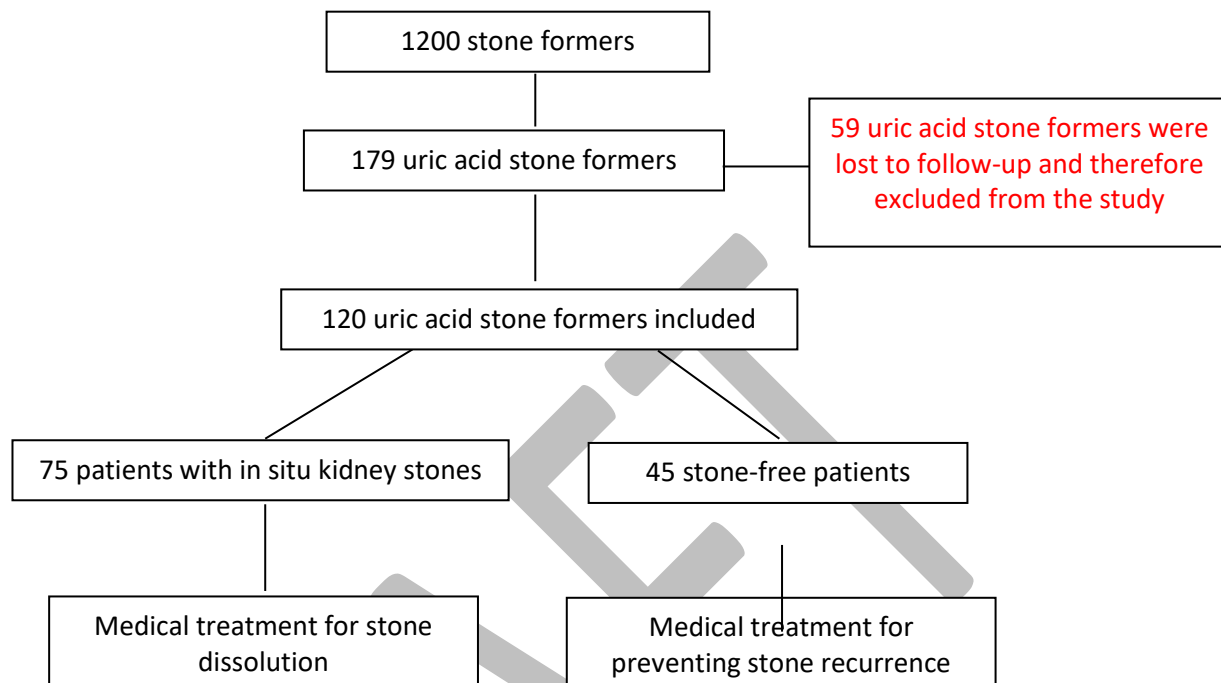 1200 stone formers
179 uric acid stone formers
59 uric acid stone formers were
lost to follow-up and therefore
excluded from the study
120 uric acid stone formers included
75 patients with in situ kidney stones
45 stone-free patients
Medical treatment for stone
dissolution
Medical treatment for
preventing stone recurrence